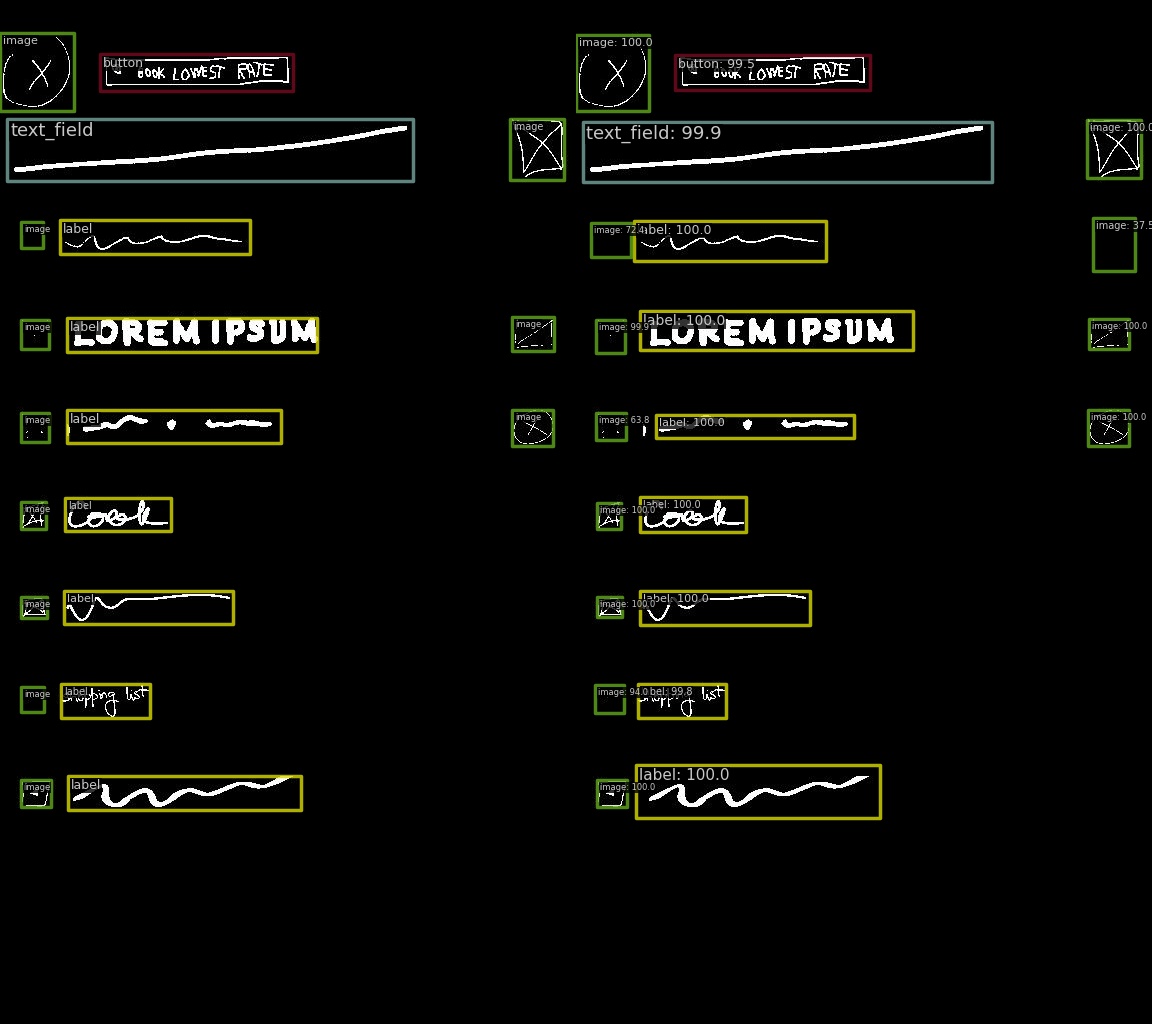 image
button
BOOK LOWEST RATE
text_field
image
image label
image label image
LOREM IPSUM
image label image
image label
image label
image label
shopping list
image label
image: 100.0
button: 99.5
BOOK LOWEST RATE
text_field: 99.9
image: 100.0
image: 72.4 label: 100.0
image: 37.5
image: 99.9 label: 100.0 image: 100.0
LOREM IPSUM
image: 63.8 label: 100.0 image: 100.0
image: 100.0 label: 100.0
image: 100.0 label: 100.0
image: 94.0 label: 99.8
list
image: 100.0 label: 100.0